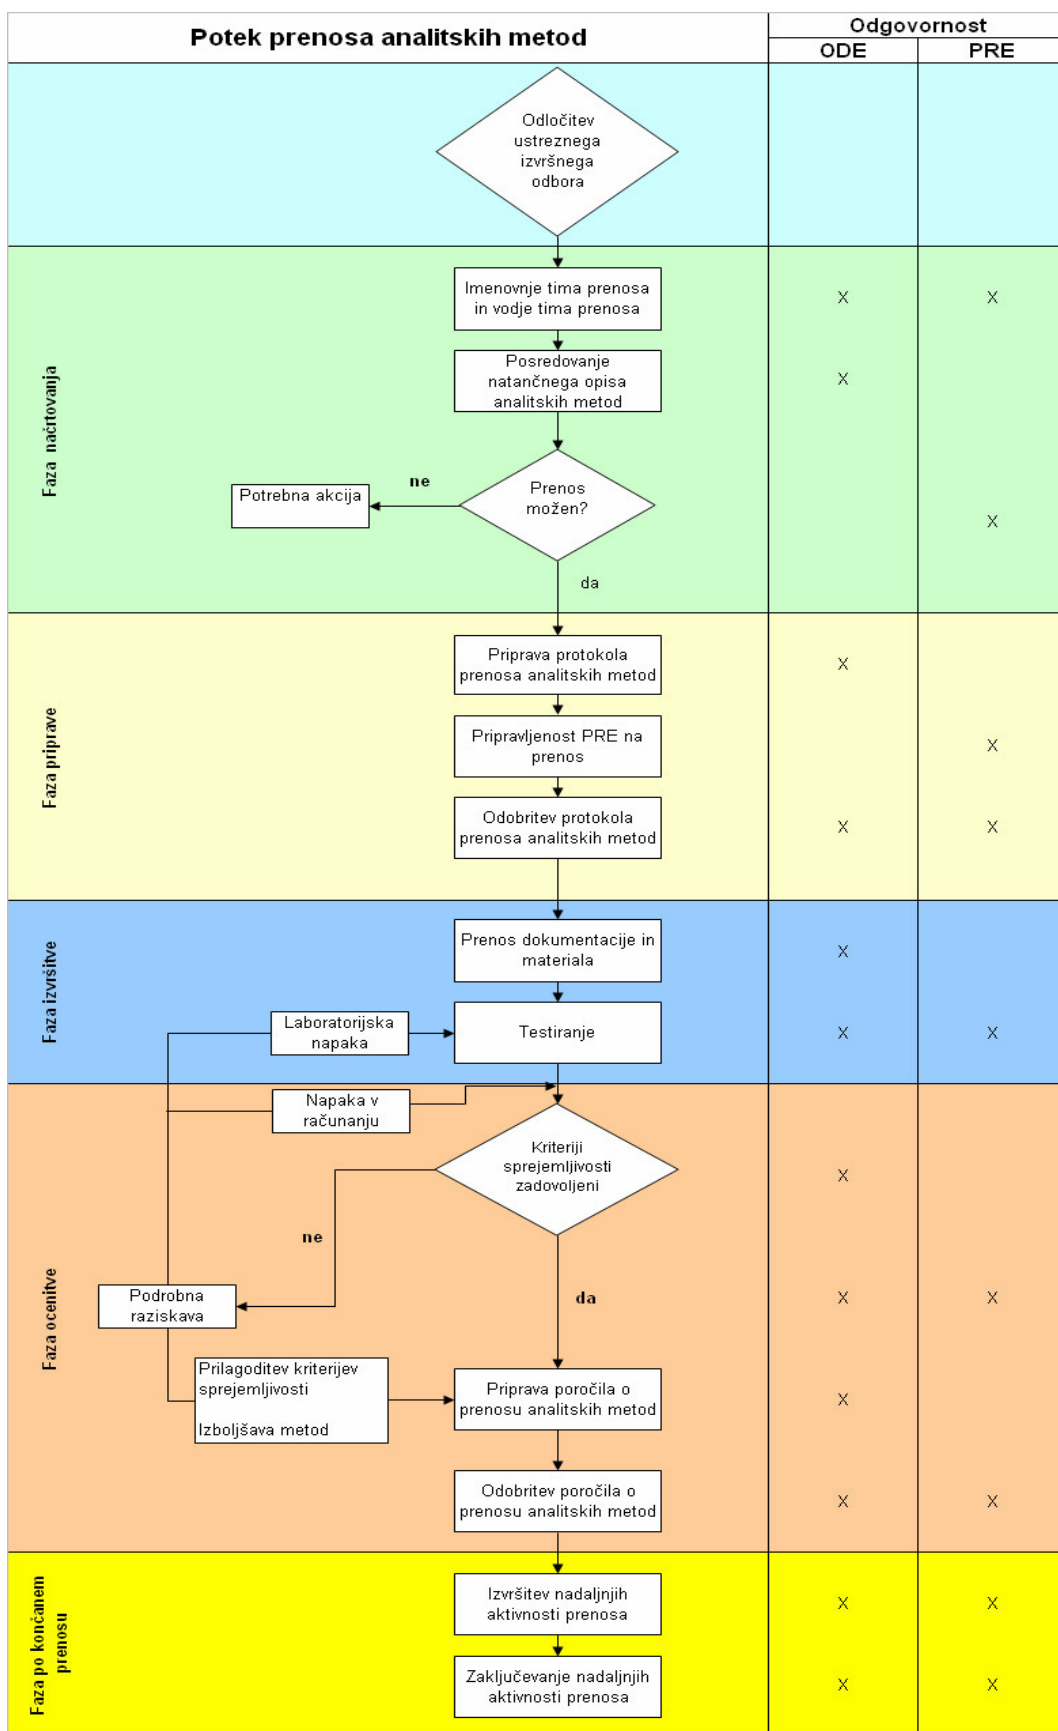 Potek prenosa analitskih metod
Odgovornost
ODE
PRE
Odločitev
ustreznega
izvršnega
odbora
Faza načrtovanja
Imenovnje tima prenosa
in vodje tima prenosa
X
X
Posredovanje
natančnega opisa
analitskih metod
X
Prenos
možen?
ne
Potrebna akcija
X
da
Faza priprave
Priprava protokola
prenosa analitskih metod
X
Pripravljenost PRE na
prenos
X
Odobritev protokola
prenosa analitskih metod
X
X
Faza izvršitve
Prenos dokumentacije in
materiala
X
Laboratorijska
napaka
Testiranje
X
X
Faza ocenitve
Napaka v
računanju
Kriteriji
sprejemljivosti
zadovoljeni
X
ne
Podrobna
raziskava
da
X
X
Prilagoditev kriterijev
sprejemljivosti
Izboljšava metod
Priprava poročila o
prenosu analitskih metod
X
Odobritev poročila o
prenosu analitskih metod
X
X
Faza po končanem
prenosu
Izvršitev nadaljnjih
aktivnosti prenosa
X
X
Zaključevanje nadaljnjih
aktivnosti prenosa
X
X